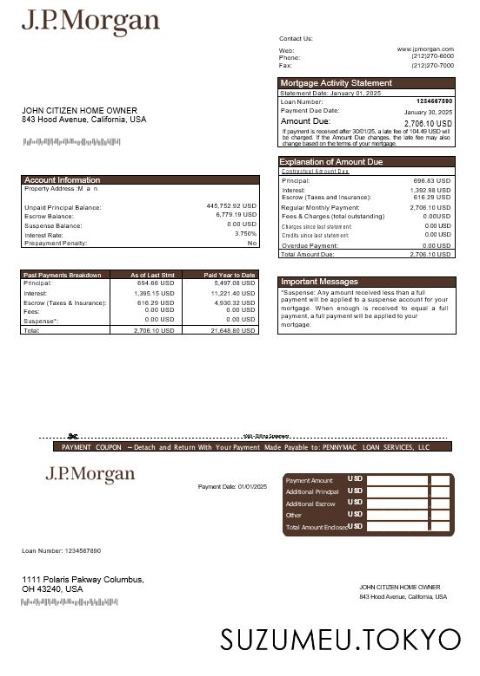 J.P.Morgan
Contact Us:
Web: www.jpmorgan.com
Phone: (212)270-6000
Fax: (212)270-7000
Mortgage Activity Statement
Statement Date: January 01, 2025
Loan Number: 1234567890
Payment Due Date: January 30, 2025
Amount Due: 2,706.10 USD
If payment is received after 30/01/25, a late fee of 104.49 USD will
be charged. If the Amount Due changes, the late fee may also
change based on the terms of your mortgage.
JOHN CITIZEN HOME OWNER
843 Hood Avenue, California, USA
Explanation of Amount Due
Contractual Amount Due
Principal: 696.83 USD
Interest: 1,392.98 USD
Escrow (Taxes and Insurance): 616.29 USD
Regular Monthly Payment: 2,706.10 USD
Fees & Charges (total outstanding) 0.00USD
Charges since last statement: 0.00 USD
Credits since last statement: 0.00 USD
Overdue Payment: 0.00 USD
Total Amount Due: 2,706.10 USD
Account Information
Property Address :M a n
Unpaid Principal Balance: 445,752.92 USD
Escrow Balance: 6,779.19 USD
Suspense Balance: 0.00 USD
Interest Rate: 3.750%
Prepayment Penalty: No
Past Payments Breakdown As of Last Stmt Paid Year to Date
Principal: 694.66 USD 5,497.08 USD
Interest: 1,395.15 USD 11,221.40 USD
Escrow (Taxes & Insurance): 616.29 USD 4,930.32 USD
Fees: 0.00 USD 0.00 USD
Suspense*: 0.00 USD 0.00 USD
Total: 2,706.10 USD 21,648.80 USD
Important Messages
*Suspense: Any amount received less than a full
payment will be applied to a suspense account for your
mortgage. When enough is received to equal a full
payment, a full payment will be applied to your
mortgage.
PAYMENT COUPON – Detach and Return With Your Payment Made Payable to: PENNYMAC LOAN SERVICES, LLC
J.P.Morgan
Payment Date: 01/01/2025
Payment Amount USD
Additional Principal USD
Additional Escrow USD
Other USD
Total Amount Enclosed USD
Loan Number: 1234567890
1111 Polaris Pakway Columbus,
OH 43240, USA
JOHN CITIZEN HOME OWNER
843 Hood Avenue, California, USA
SUZUMEU.TOKYO